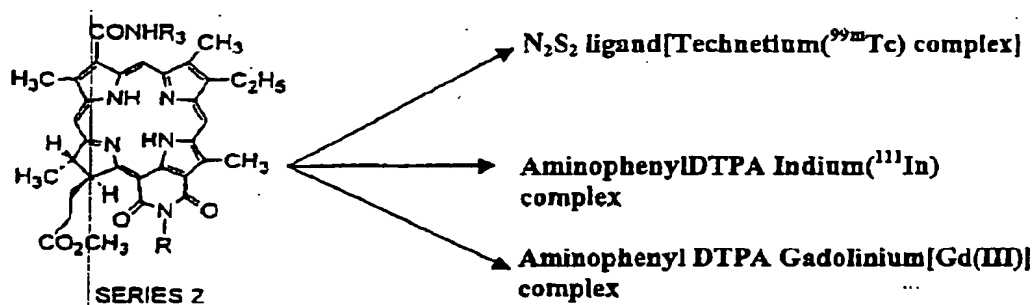 CONHR3
CH3
H3C
C2H5
NH
N
N
HN
H
H3C
H
CH3
O
N
O
R
CO2CH3
SERIES 2
N2S2 ligand[Technetium(99mTc) complex]
AminophenylDTPA Indium(111In)
complex
Aminophenyl DTPA Gadolinium[Gd(III)]
complex